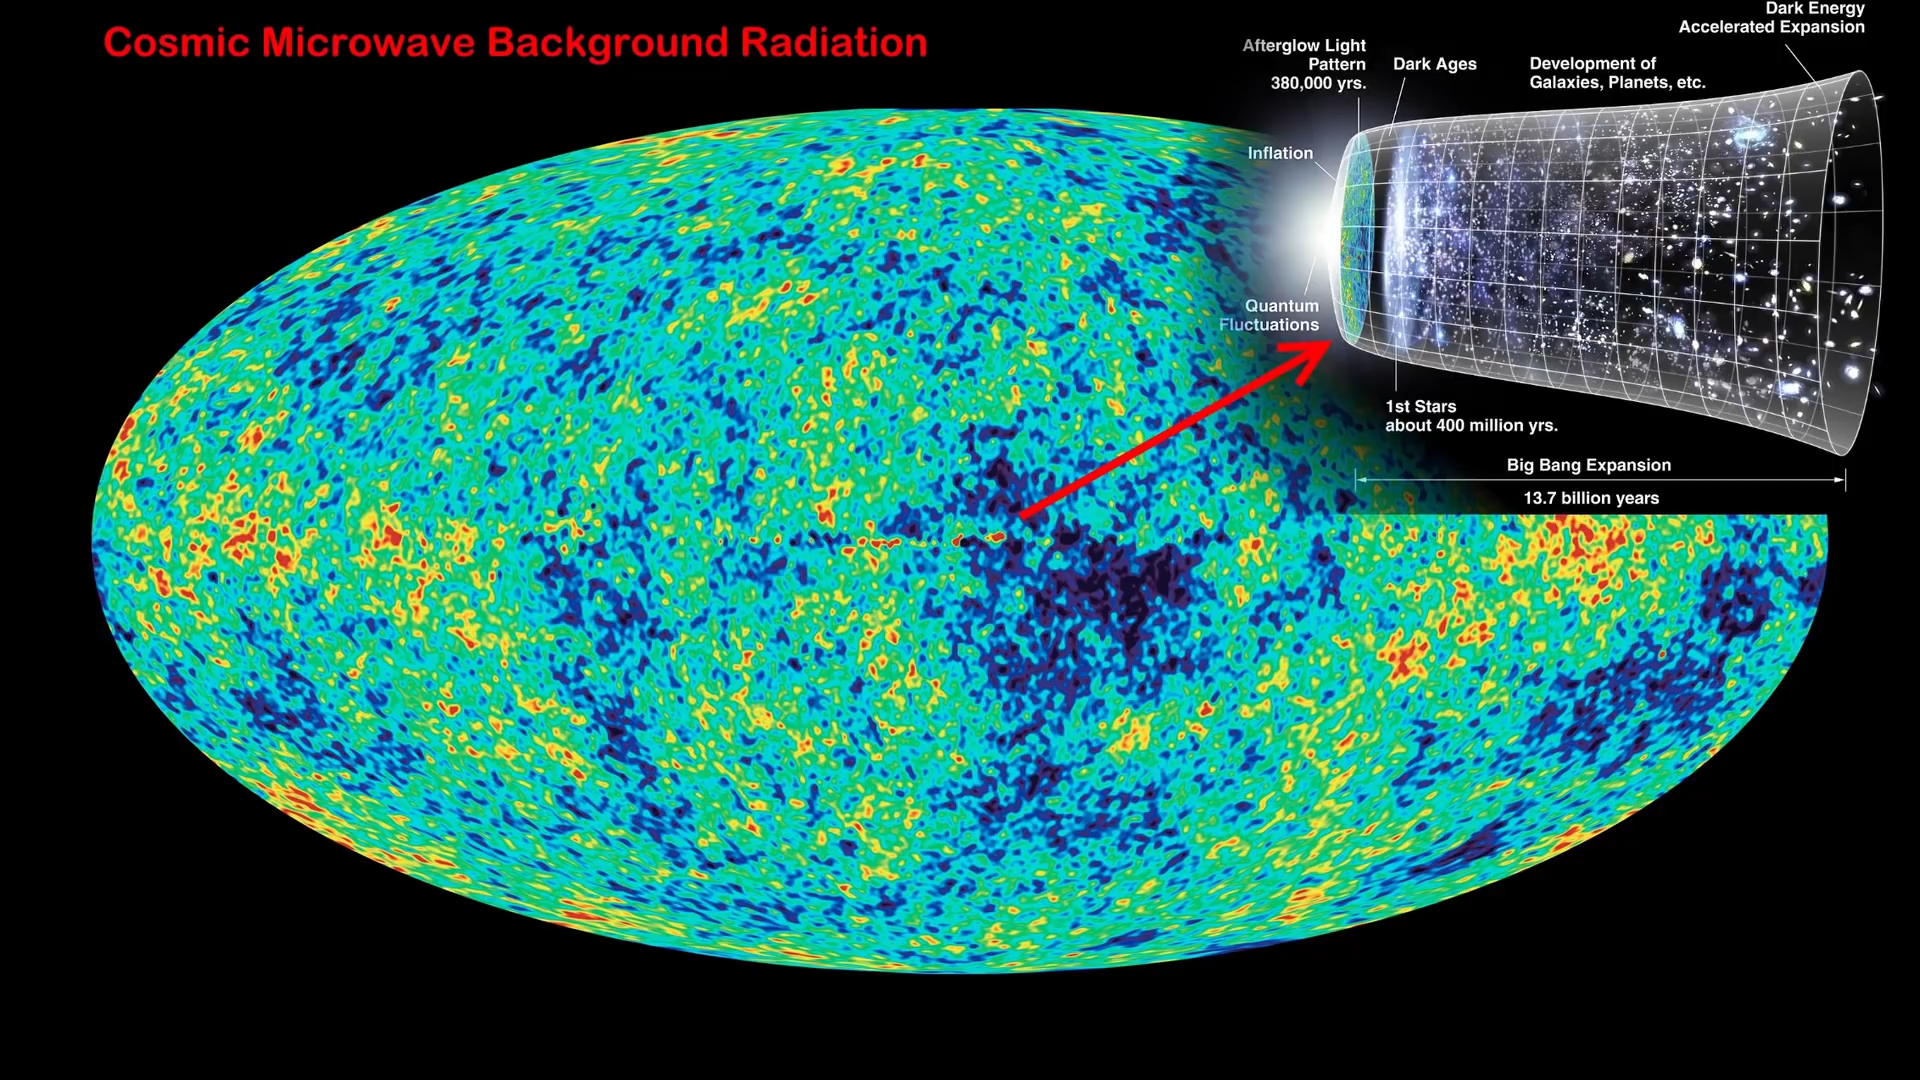 Cosmic Microwave Background Radiation
Dark Energy
Accelerated Expansion
Afterglow Light
Pattern
380,000 yrs.
Dark Ages
Development of
Galaxies, Planets, etc.
Inflation
Quantum
Fluctuations
1st Stars
about 400 million yrs.
Big Bang Expansion
13.7 billion years